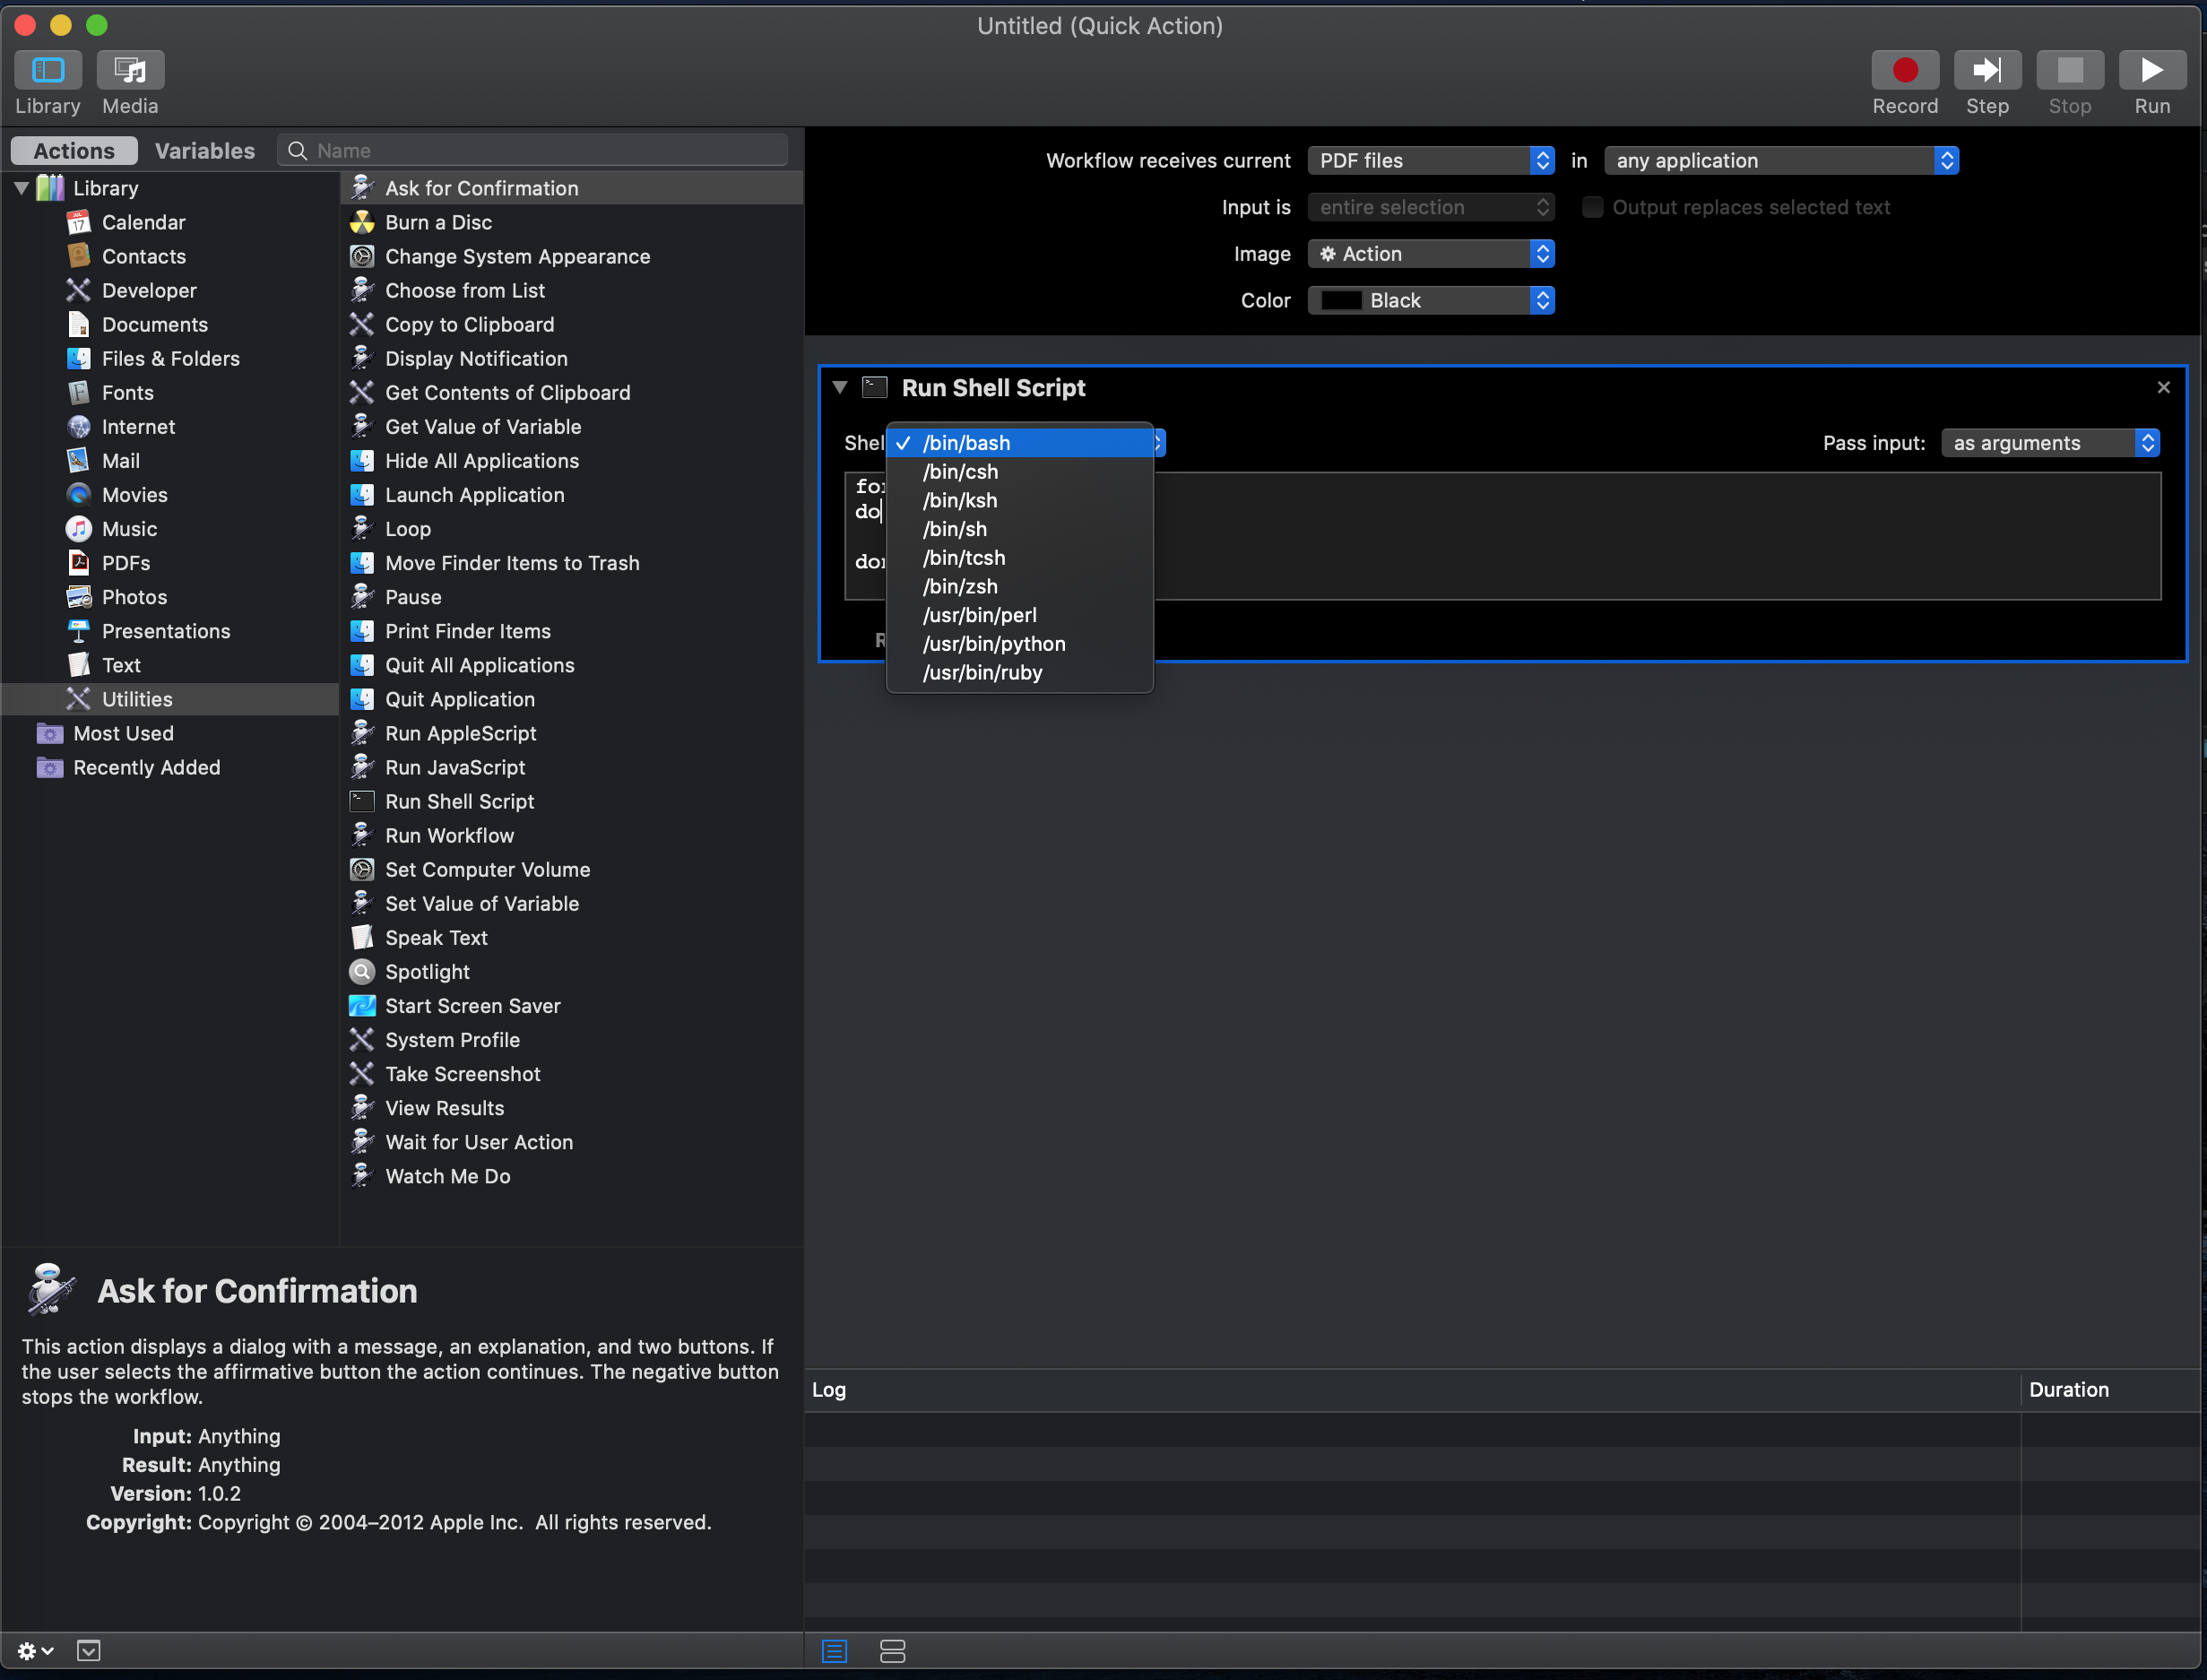 Untitled (Quick Action)
Library
Media
Record
Step
Stop
Run
Actions
Variables
Name
Library
Calendar
Contacts
Developer
Documents
Files & Folders
Fonts
Internet
Mail
Movies
Music
PDFs
Photos
Presentations
Text
Utilities
Most Used
Recently Added
Ask for Confirmation
Burn a Disc
Change System Appearance
Choose from List
Copy to Clipboard
Display Notification
Get Contents of Clipboard
Get Value of Variable
Hide All Applications
Launch Application
Loop
Move Finder Items to Trash
Pause
Print Finder Items
Quit All Applications
Quit Application
Run AppleScript
Run JavaScript
Run Shell Script
Run Workflow
Set Computer Volume
Set Value of Variable
Speak Text
Spotlight
Start Screen Saver
System Profile
Take Screenshot
View Results
Wait for User Action
Watch Me Do
Ask for Confirmation
This action displays a dialog with a message, an explanation, and two buttons. If
the user selects the affirmative button the action continues. The negative button
stops the workflow.
Input: Anything
Result: Anything
Version: 1.0.2
Copyright: Copyright © 2004–2012 Apple Inc. All rights reserved.
Workflow receives current PDF files in any application
Input is entire selection Output replaces selected text
Image Action
Color Black
Run Shell Script
Shel
Pass input: as arguments
/bin/bash
/bin/csh
/bin/ksh
/bin/sh
/bin/tcsh
/bin/zsh
/usr/bin/perl
/usr/bin/python
/usr/bin/ruby
do
Log
Duration